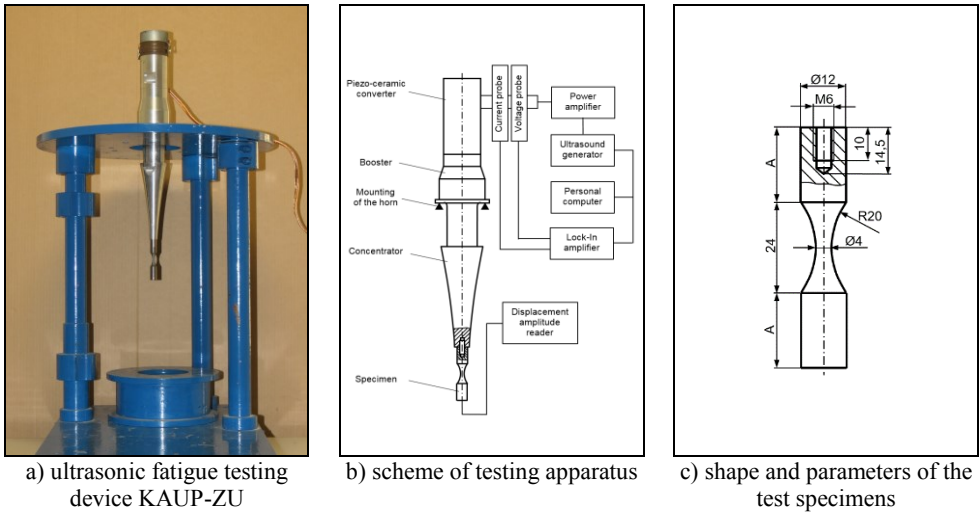 Piezo-ceramic
converter
Booster
Mounting
of the horn
Concentrator
Specimen
Current probe
Voltage probe
Power
amplifier
Ultrasound
generator
Personal
computer
Lock-In
amplifier
Displacement
amplitude
reader
Ø12
M6
10
14,5
A
R20
24
Ø4
A
a) ultrasonic fatigue testing
device KAUP-ZU
b) scheme of testing apparatus
c) shape and parameters of the
test specimens